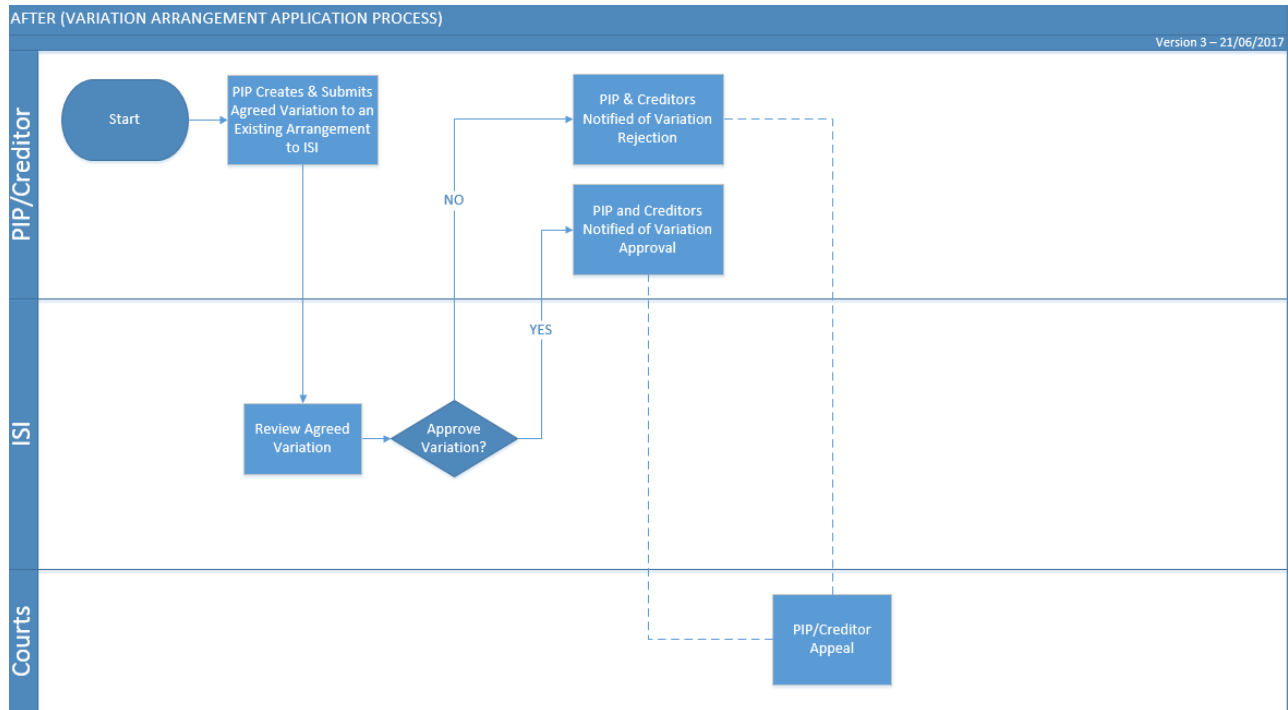 AFTER (VARIATION ARRANGEMENT APPLICATION PROCESS)
Version 3 – 21/06/2017
PIP/Creditor
Start
PIP Creates & Submits
Agreed Variation to an
Existing Arrangement
to ISI
PIP & Creditors
Notified of Variation
Rejection
NO
PIP and Creditors
Notified of Variation
Approval
ISI
YES
Review Agreed
Variation
Approve
Variation?
Courts
PIP/Creditor
Appeal